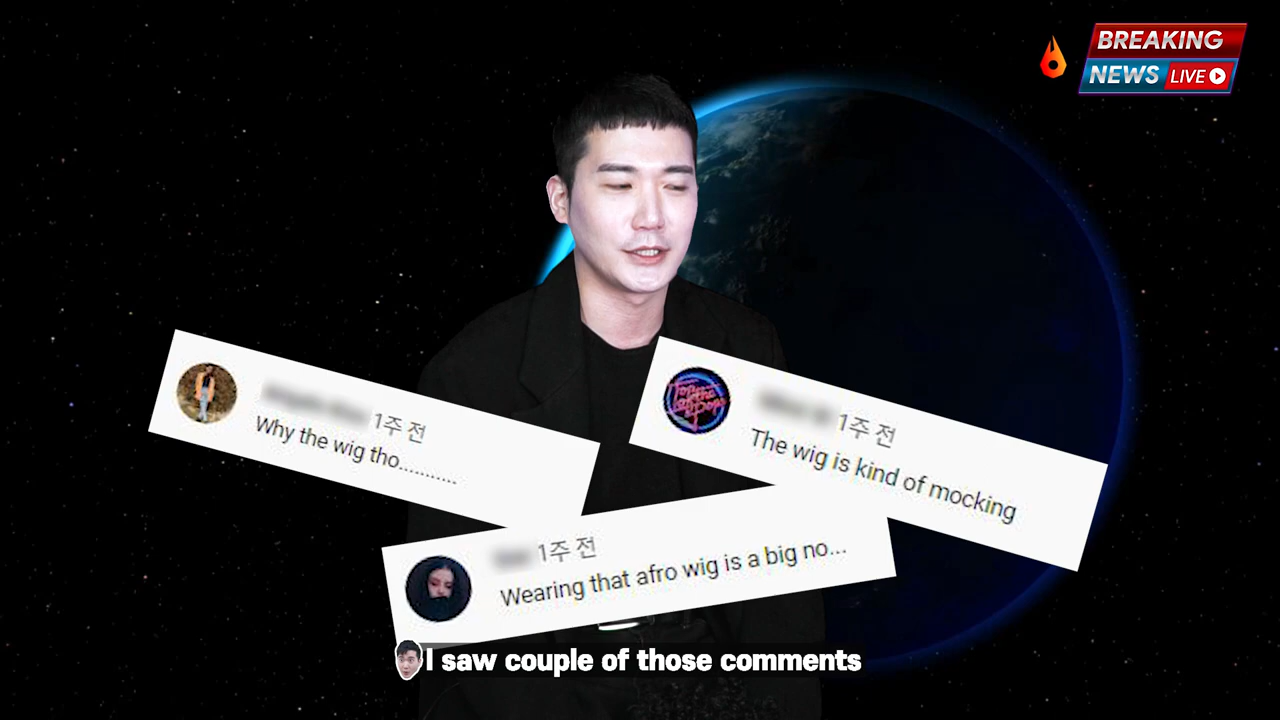 BREAKING
NEWS LIVE
1주 전
Why the wig tho...........
1주 전
The wig is kind of mocking
1주 전
Wearing that afro wig is a big no...
I saw couple of those comments